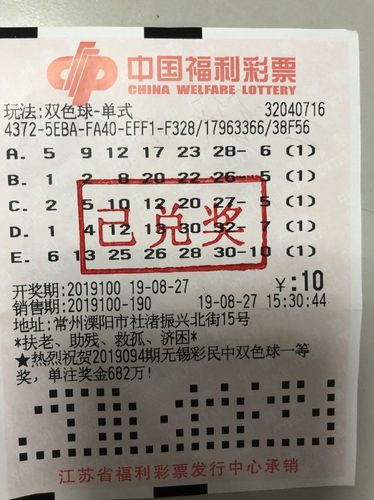 中国福利彩票
CHINA WELFARE LOTTERY
玩法:双色球-单式 32040716
4372-5EBA-FA40-EFF1-F328/17963366/38F56
A. 5 9 12 17 23 28- 6 (1)
B. 1 2 8 20 22 26- 5 (1)
C. 2 5 10 12 20 27- 5 (1)
D. 1 4 12 13 30 32- 7 (1)
E. 6 13 25 26 28 30-10 (1)
已兑奖
开奖期:2019100 19-08-27 ¥:10
销售期:2019100-190 19-08-27 15:30:44
地址:常州溧阳市社渚振兴北街15号
*扶老、助残、救孤、济困*
★热烈祝贺2019094期无锡彩民中双色球一等
奖，单注奖金682万!
江苏省福利彩票发行中心承销